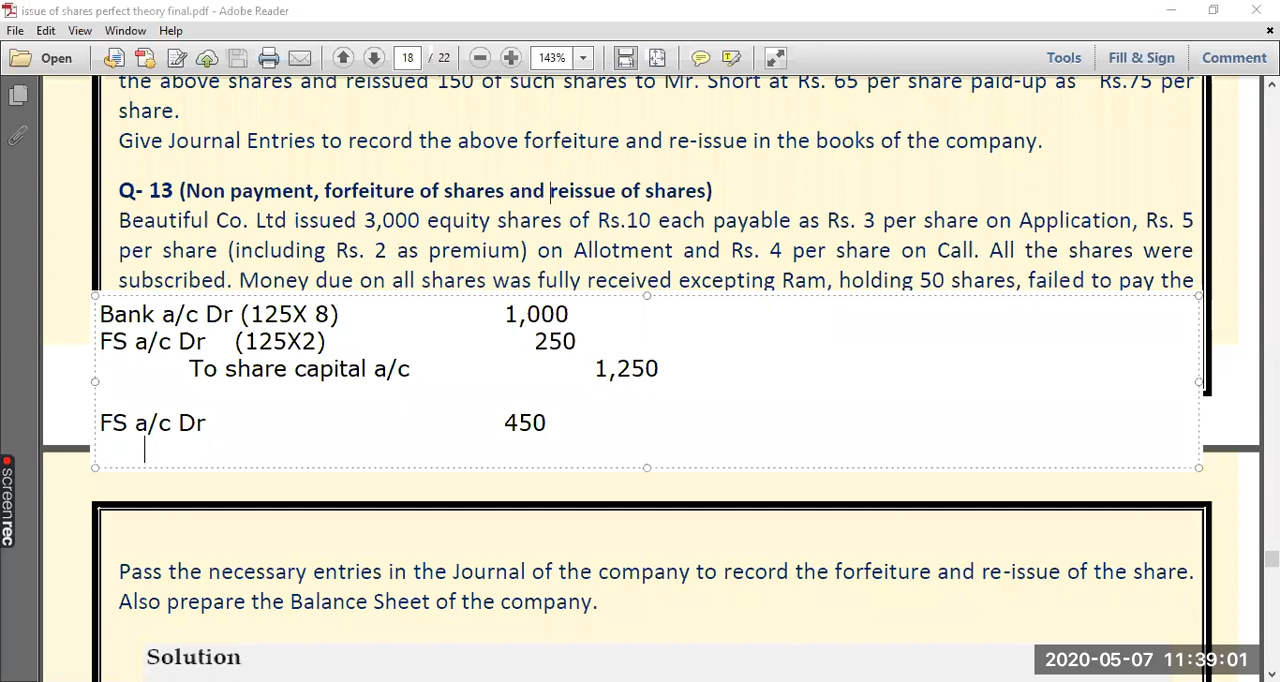 issue of shares perfect theory final.pdf - Adobe Reader
File Edit View Window Help
Open 18 / 22 143% Tools Fill & Sign Comment
the above shares and reissued 150 of such shares to Mr. Short at Rs. 65 per share paid-up as Rs.75 per
share.
Give Journal Entries to record the above forfeiture and re-issue in the books of the company.
Q- 13 (Non payment, forfeiture of shares and reissue of shares)
Beautiful Co. Ltd issued 3,000 equity shares of Rs.10 each payable as Rs. 3 per share on Application, Rs. 5
per share (including Rs. 2 as premium) on Allotment and Rs. 4 per share on Call. All the shares were
subscribed. Money due on all shares was fully received excepting Ram, holding 50 shares, failed to pay the
Bank a/c Dr (125X 8) 1,000
FS a/c Dr (125X2) 250
To share capital a/c 1,250
FS a/c Dr 450
Pass the necessary entries in the Journal of the company to record the forfeiture and re-issue of the share.
Also prepare the Balance Sheet of the company.
Solution
screenrec
2020-05-07 11:39:01